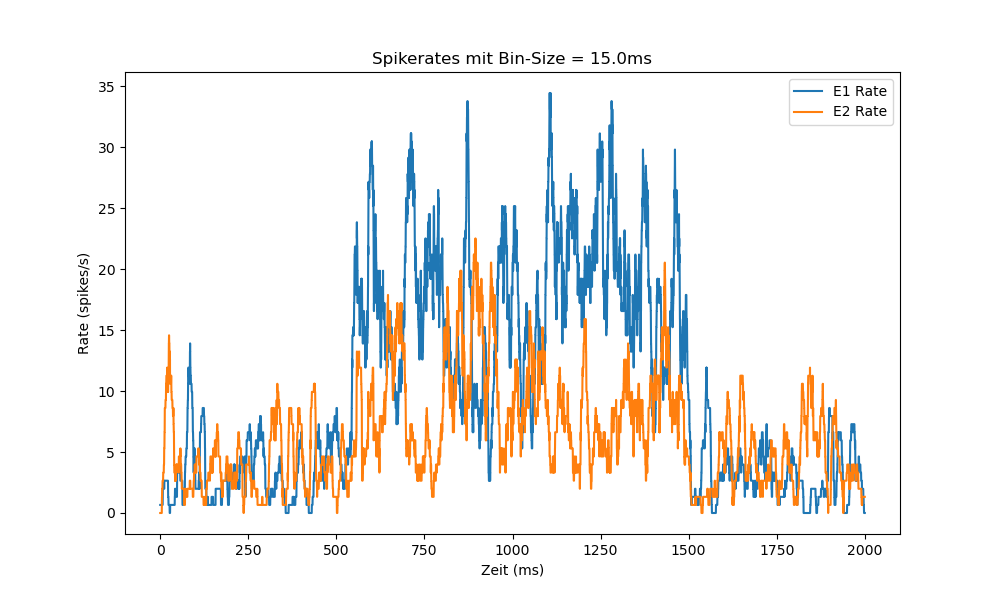 Spikerates mit Bin-Size = 15.0ms
E1 Rate
E2 Rate
35
30
25
20
15
10
5
0
Rate (spikes/s)
0 250 500 750 1000 1250 1500 1750 2000
Zeit (ms)